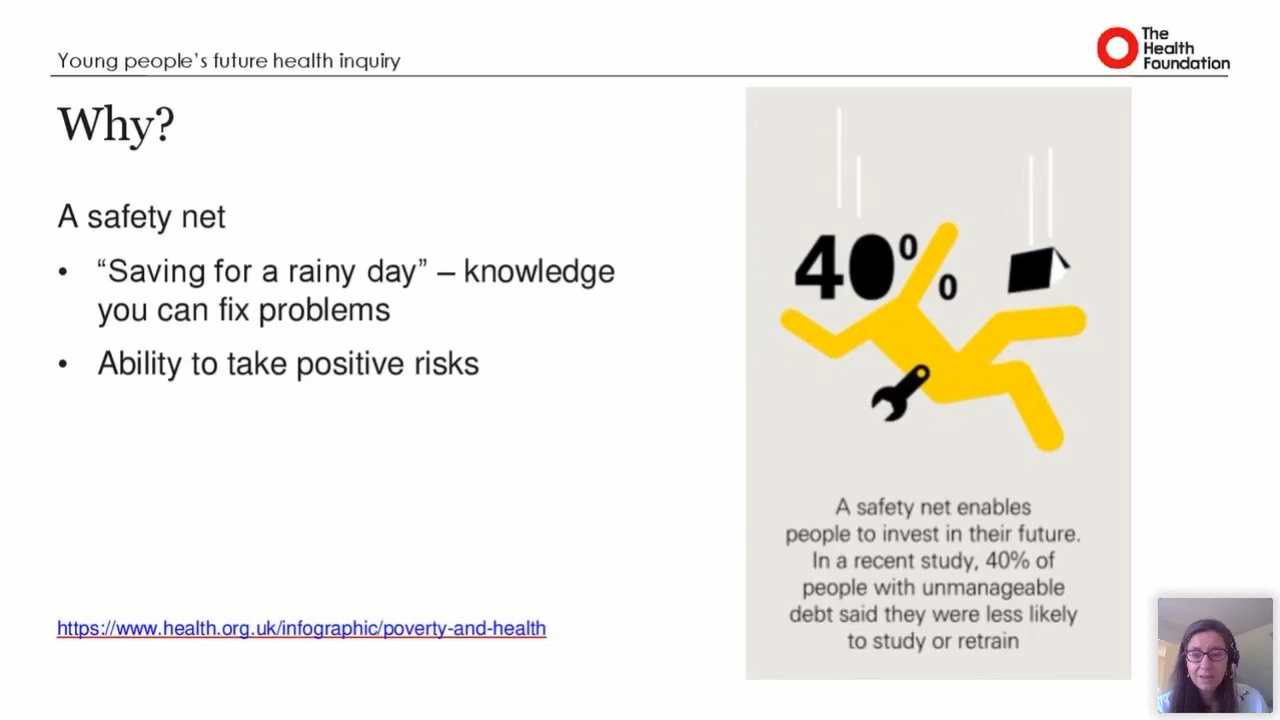 Young people’s future health inquiry
The
Health
Foundation
Why?
A safety net
• “Saving for a rainy day” – knowledge
you can fix problems
• Ability to take positive risks
https://www.health.org.uk/infographic/poverty-and-health
40%
A safety net enables
people to invest in their future.
In a recent study, 40% of
people with unmanageable
debt said they were less likely
to study or retrain